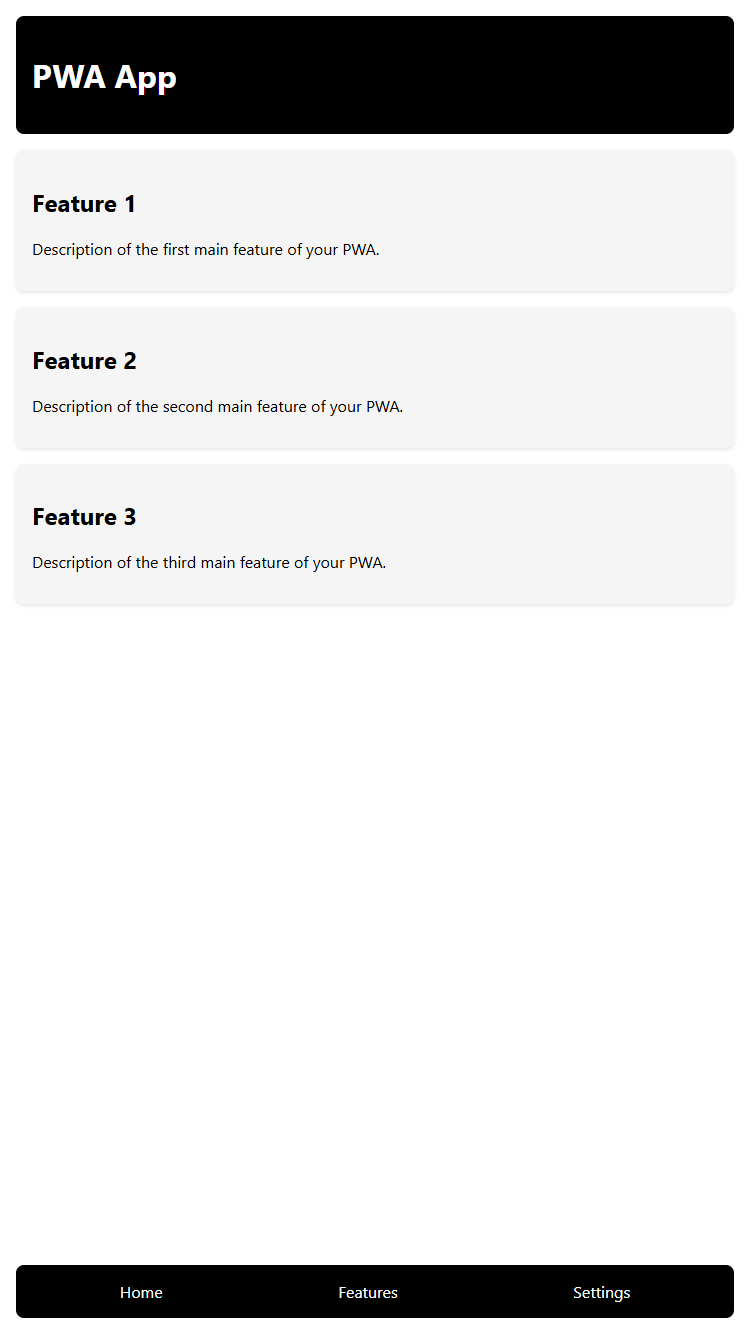 PWA App
Feature 1
Description of the first main feature of your PWA.
Feature 2
Description of the second main feature of your PWA.
Feature 3
Description of the third main feature of your PWA.
Home Features Settings